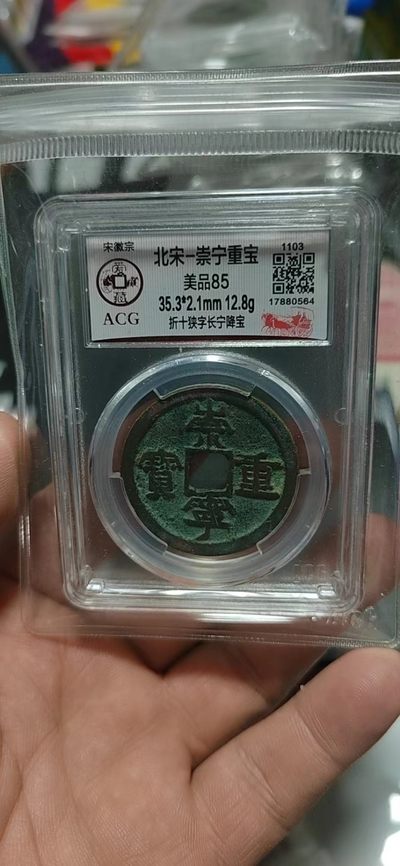 宋徽宗
ACG
北宋-崇宁重宝
美品85
35.3*2.1mm 12.8g
折十狭字长宁降宝
1103
17880564
崇
寧
重
寶